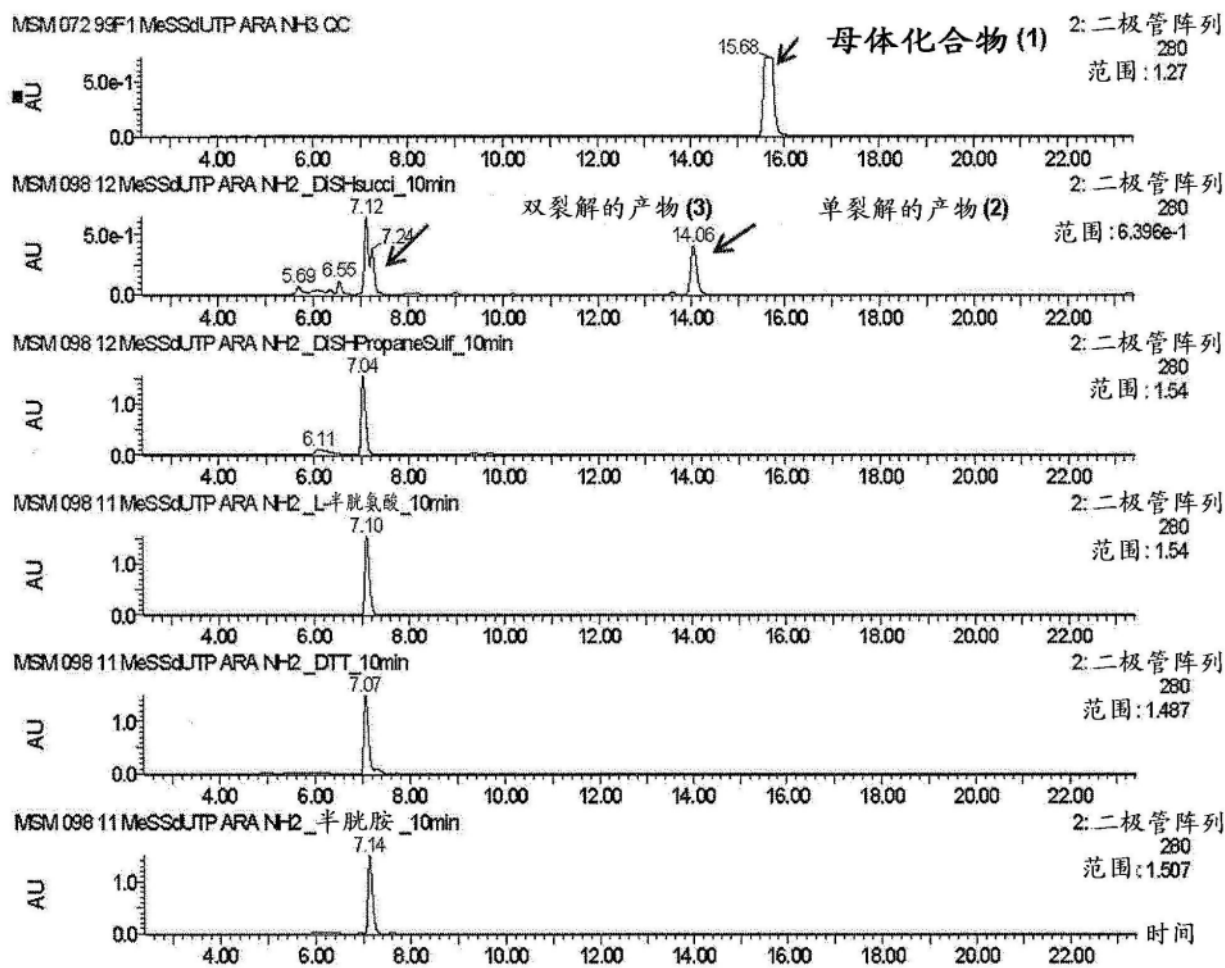 MSM 072 99F1 MeSSdUTP ARA NH3 QC
2: 二极管阵列
280
范围: 1.27
母体化合物 (1)
15.68
AU
5.0e-1
0.0
4.00 6.00 8.00 10.00 12.00 14.00 16.00 18.00 20.00 22.00
MSM 098 12 MeSSdUTP ARA NH2 _DiSHsucci_10min
2: 二极管阵列
280
范围: 6.396e-1
双裂解的产物 (3)
单裂解的产物 (2)
7.12
7.24
14.06
5.69
6.55
AU
5.0e-1
0.0
4.00 6.00 8.00 10.00 12.00 14.00 16.00 18.00 20.00 22.00
MSM 098 12 MeSSdUTP ARA NH2 _DiSHPropaneSulf_10min
2: 二极管阵列
280
范围: 1.54
7.04
6.11
AU
1.0
0.0
4.00 6.00 8.00 10.00 12.00 14.00 16.00 18.00 20.00 22.00
MSM 098 11 MeSSdUTP ARA NH2 _L-半胱氨酸_10min
2: 二极管阵列
280
范围: 1.54
7.10
AU
1.0
0.0
4.00 6.00 8.00 10.00 12.00 14.00 16.00 18.00 20.00 22.00
MSM 098 11 MeSSdUTP ARA NH2 _DTT_10min
2: 二极管阵列
280
范围: 1.487
7.07
AU
1.0
0.0
4.00 6.00 8.00 10.00 12.00 14.00 16.00 18.00 20.00 22.00
MSM 098 11 MeSSdUTP ARA NH2 _半胱胺_10min
2: 二极管阵列
280
范围: 1.507
7.14
AU
1.0
0.0
时间
4.00 6.00 8.00 10.00 12.00 14.00 16.00 18.00 20.00 22.00